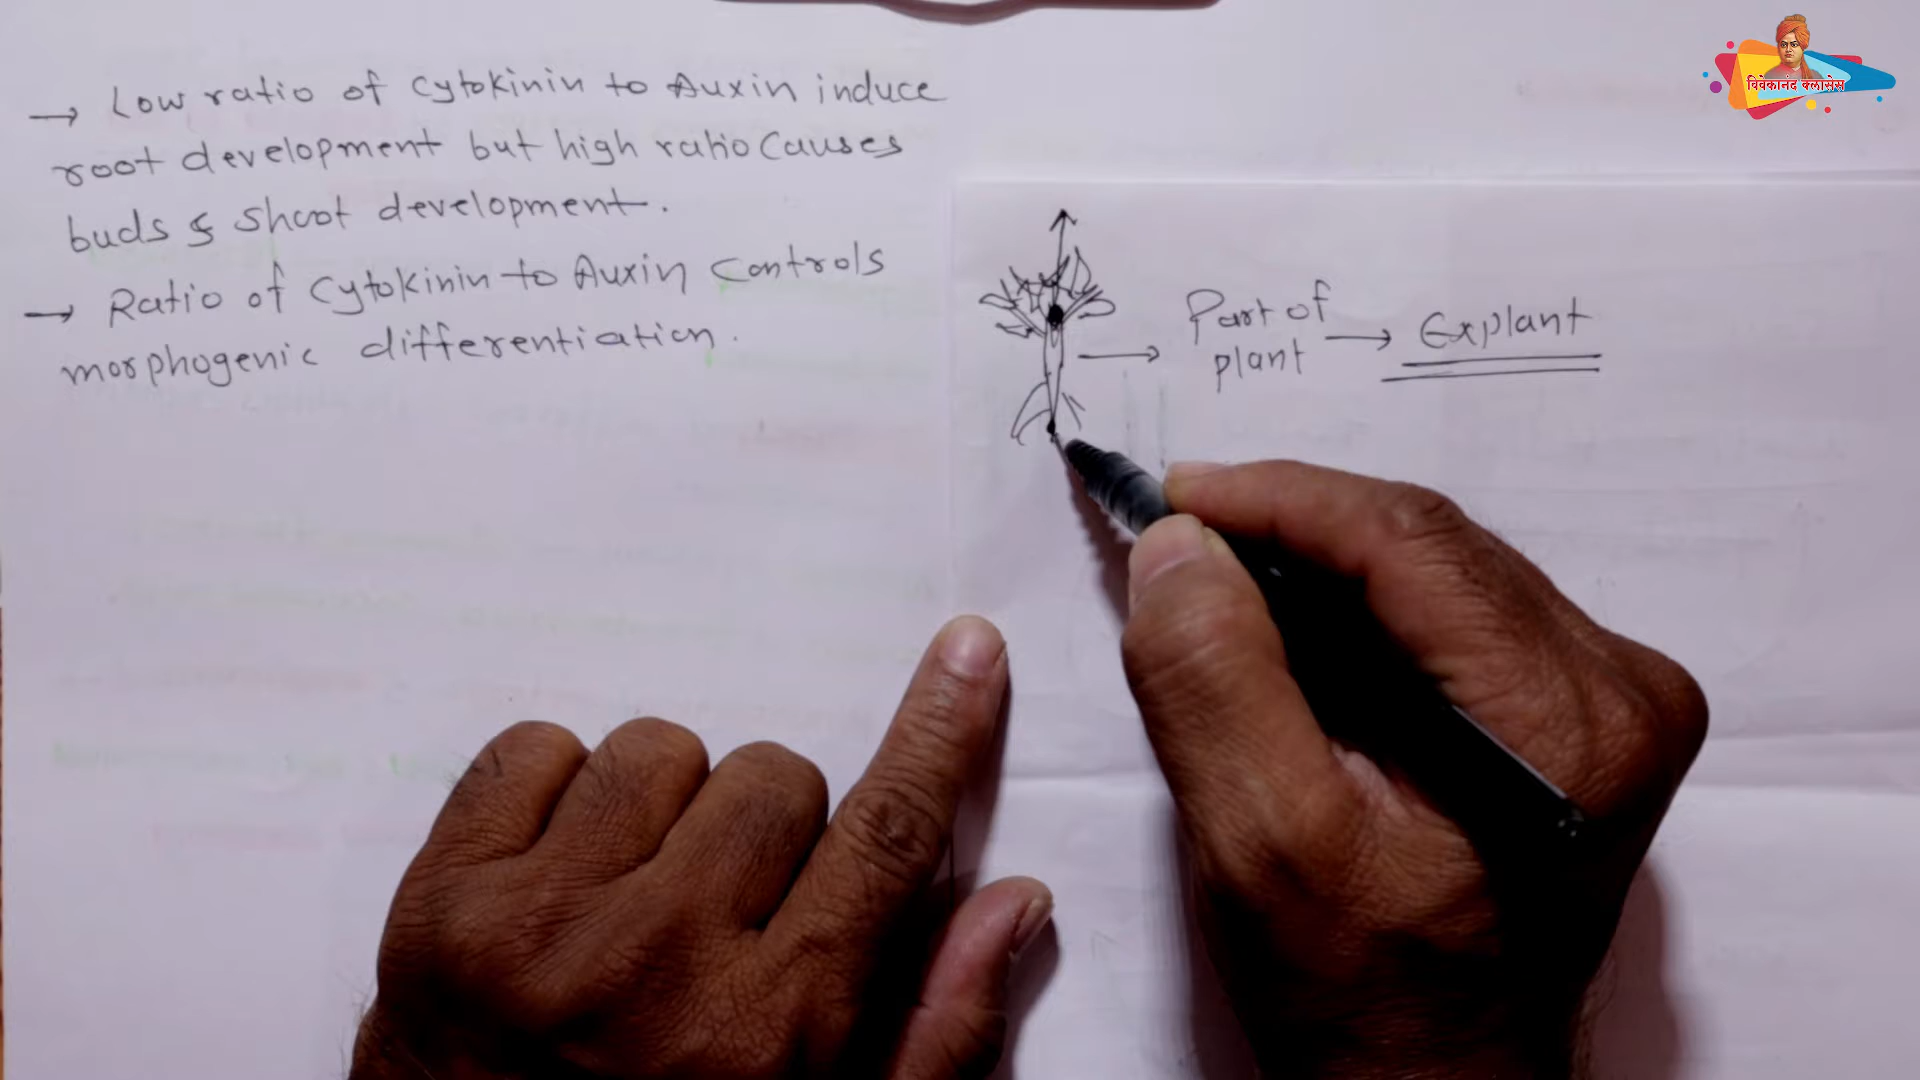 → Low ratio of cytokinin to Auxin induce
root development but high ratio Causes
buds & shoot development.
→ Ratio of cytokinin to Auxin Controls
morphogenic differentiation.
Part of
plant → Explant
विवेकानंद क्लासेस